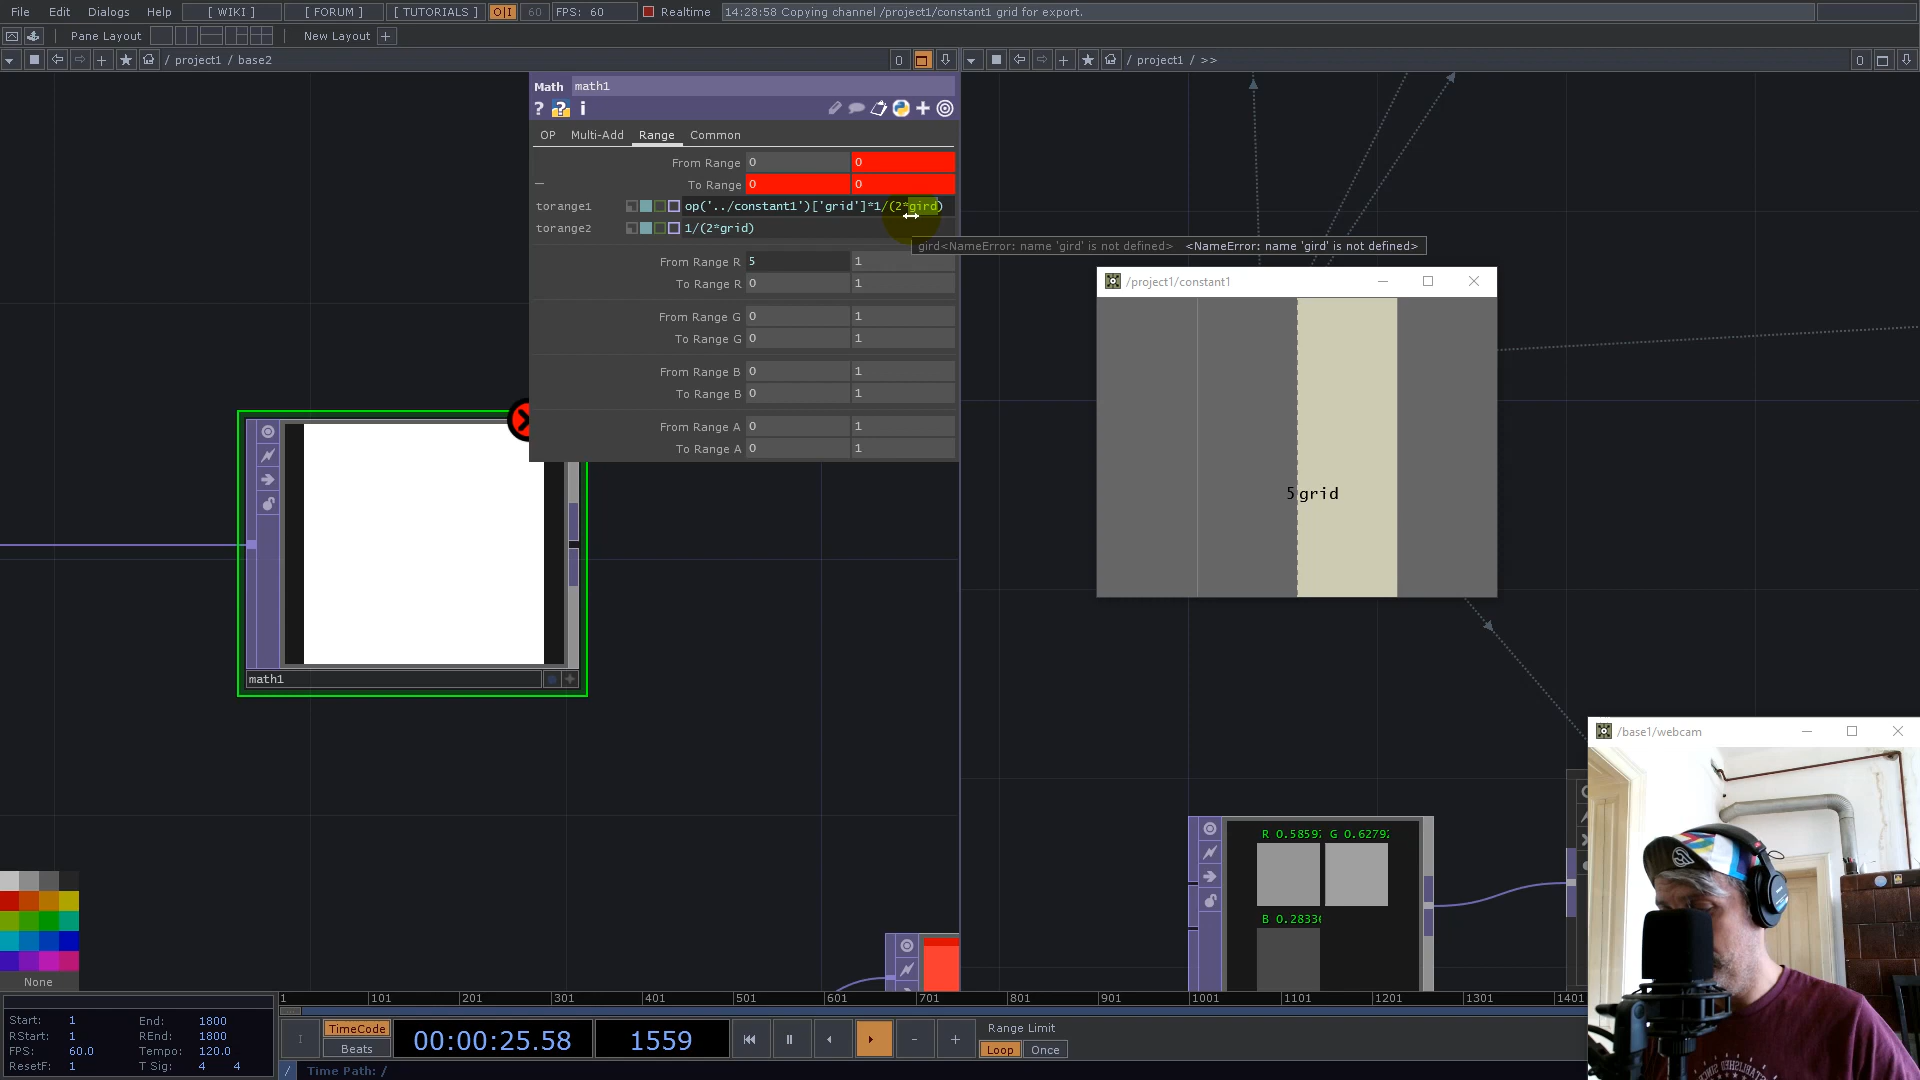 File Edit Dialogs Help [ WIKI ] [ FORUM ] [ TUTORIALS ] O|I 60 FPS: 60 Realtime 14:28:58 Copying channel /project1/constant1 grid for export.
Pane Layout New Layout +
/ project1 / base2 0
/ project1 / >> 0
Math math1
? ? i
OP Multi-Add Range Common
From Range 0 0
To Range 0 0
torange1 op('../constant1')['grid']*1/(2*gird)
torange2 1/(2*grid)
gird<NameError: name 'gird' is not defined> <NameError: name 'gird' is not defined>
From Range R 5 1
To Range R 0 1
From Range G 0 1
To Range G 0 1
From Range B 0 1
To Range B 0 1
From Range A 0 1
To Range A 0 1
math1
/project1/constant1
5 grid
/base1/webcam
R 0.5859 G 0.6279
B 0.2833
None
1 101 201 301 401 501 601 701 801 901 1001 1101 1201 1301 1401
Start: 1 End: 1800
RStart: 1 REnd: 1800
FPS: 60.0 Tempo: 120.0
ResetF: 1 T Sig: 4 4
TimeCode
Beats
00:00:25.58
1559
Range Limit
Loop Once
/ Time Path: /